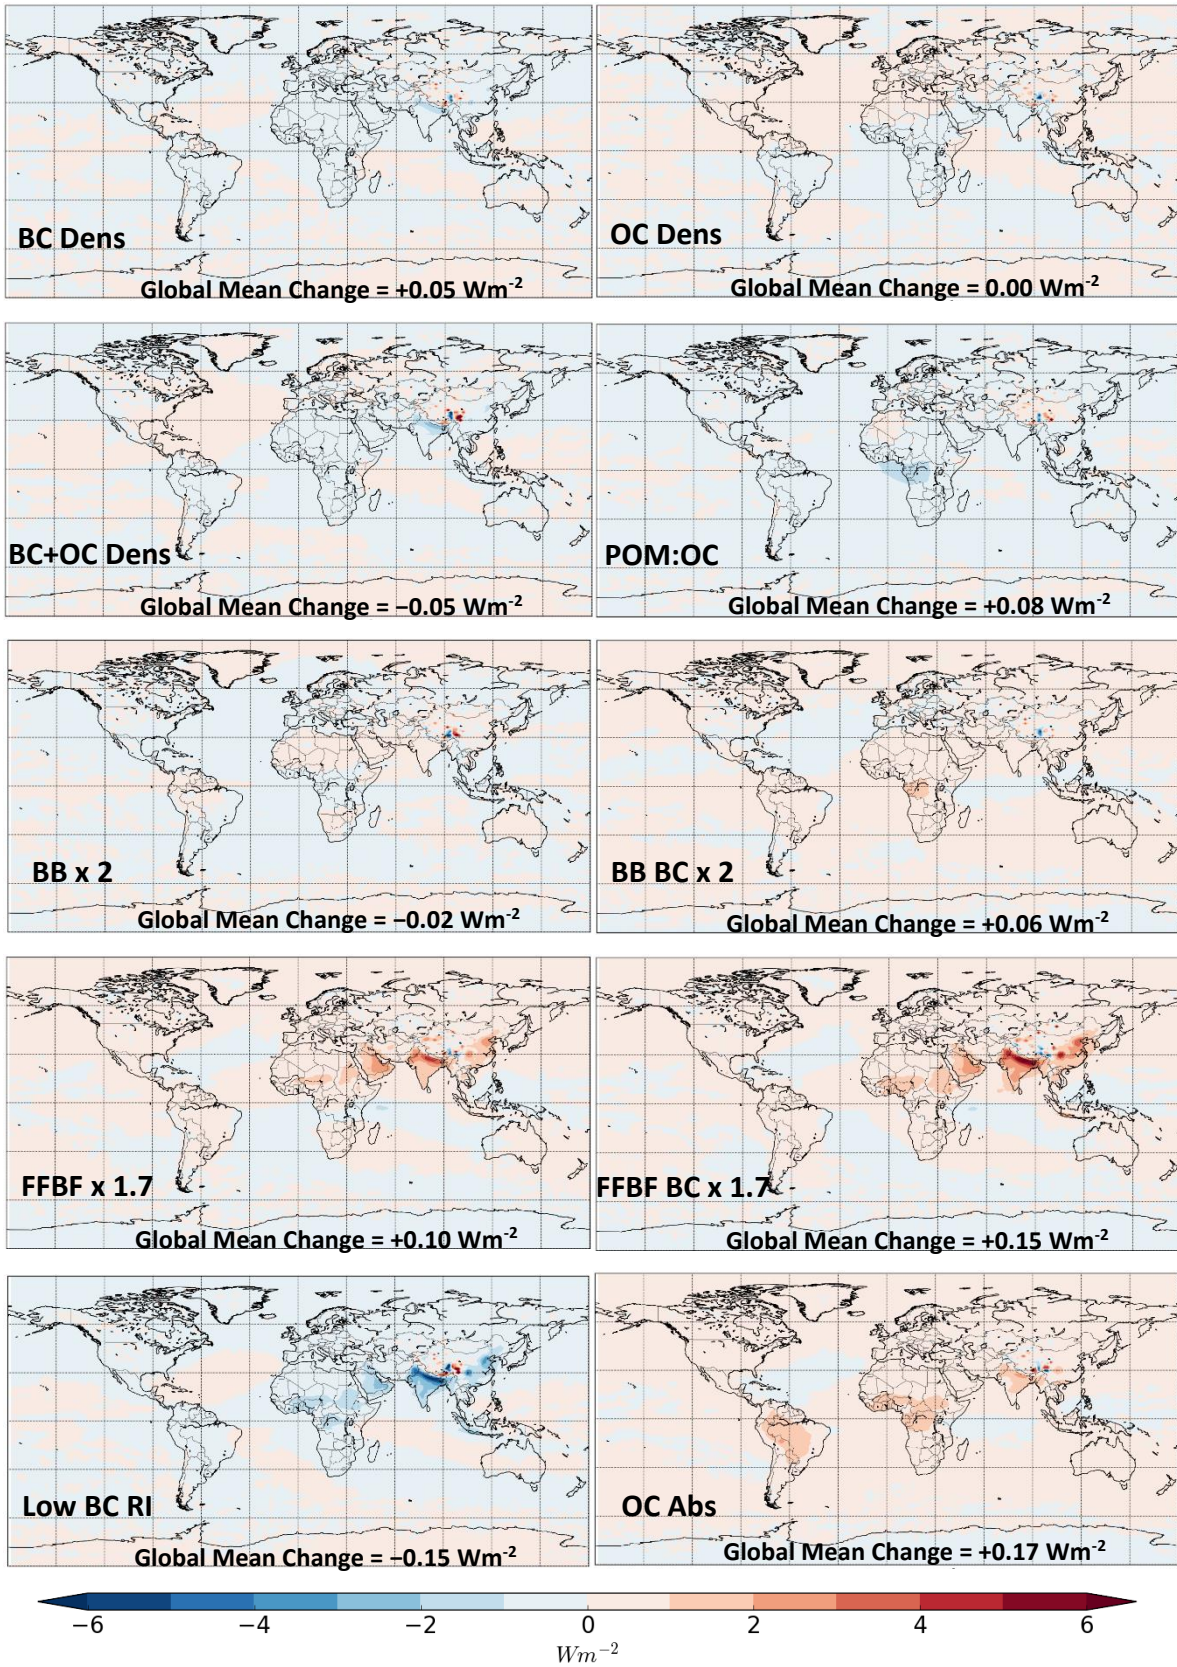 BC Dens
Global Mean Change = +0.05 Wm-2
OC Dens
Global Mean Change = 0.00 Wm-2
BC+OC Dens
Global Mean Change = −0.05 Wm-2
POM:OC
Global Mean Change = +0.08 Wm-2
BB x 2
Global Mean Change = −0.02 Wm-2
BB BC x 2
Global Mean Change = +0.06 Wm-2
FFBF x 1.7
Global Mean Change = +0.10 Wm-2
FFBF BC x 1.7
Global Mean Change = +0.15 Wm-2
Low BC RI
Global Mean Change = −0.15 Wm-2
OC Abs
Global Mean Change = +0.17 Wm-2
−6 −4 −2 0 2 4 6
Wm−2